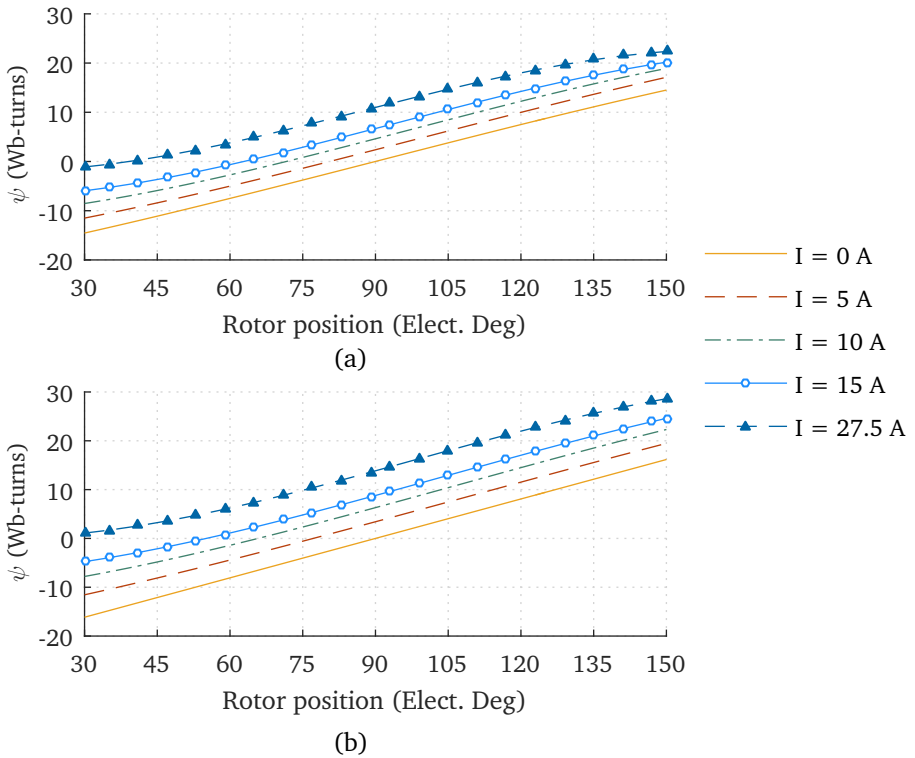 30
20
10
0
-10
-20
ψ (Wb-turns)
30 45 60 75 90 105 120 135 150
Rotor position (Elect. Deg)
(a)
I = 0 A
I = 5 A
I = 10 A
I = 15 A
I = 27.5 A
30
20
10
0
-10
-20
ψ (Wb-turns)
30 45 60 75 90 105 120 135 150
Rotor position (Elect. Deg)
(b)